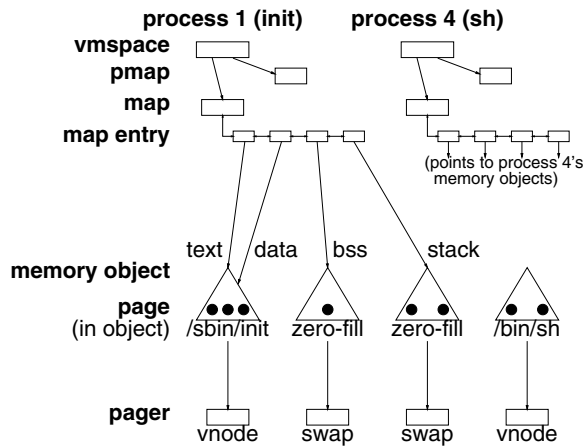 process 1 (init) process 4 (sh)
vmspace
pmap
map
map entry
(points to process 4's
memory objects)
text data bss stack
memory object
page
(in object) /sbin/init zero-fill zero-fill /bin/sh
pager
vnode swap swap vnode